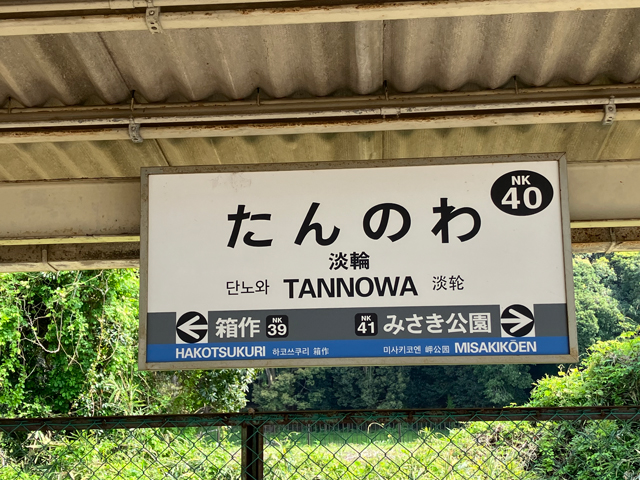 NK
40
たんのわ
淡輪
단노와 TANNOWA 淡轮
箱作 NK 39 NK 41 みさき公園
HAKOTSUKURI 하코쓰쿠리 箱作 미사키코엔 岬公园 MISAKIKŌEN